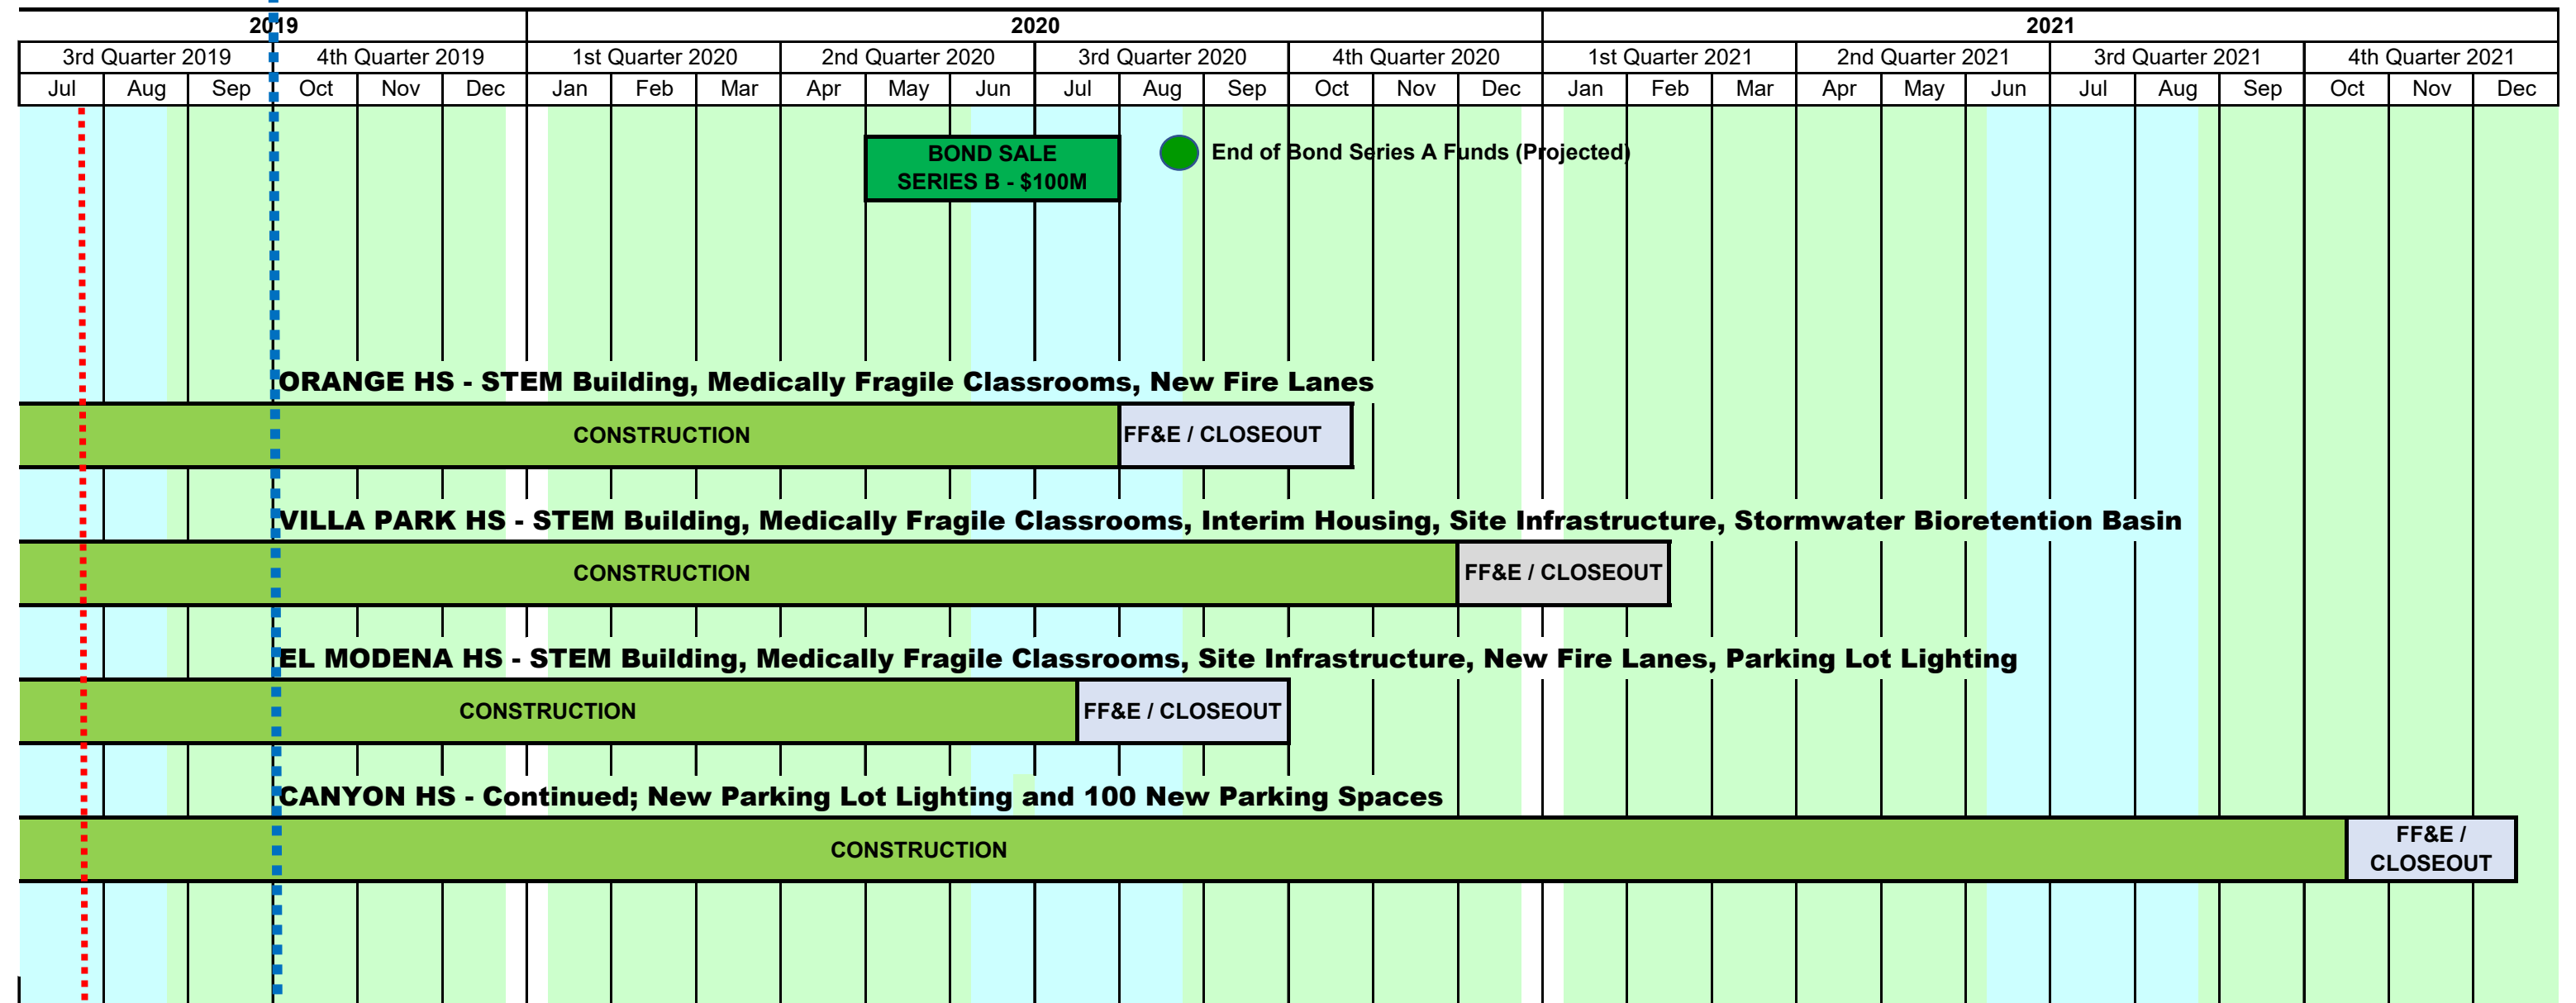 2019 2020 2021
3rd Quarter 2019 4th Quarter 2019 1st Quarter 2020 2nd Quarter 2020 3rd Quarter 2020 4th Quarter 2020 1st Quarter 2021 2nd Quarter 2021 3rd Quarter 2021 4th Quarter 2021
Jul Aug Sep Oct Nov Dec Jan Feb Mar Apr May Jun Jul Aug Sep Oct Nov Dec Jan Feb Mar Apr May Jun Jul Aug Sep Oct Nov Dec
BOND SALE
SERIES B - $100M
End of Bond Series A Funds (Projected)
ORANGE HS - STEM Building, Medically Fragile Classrooms, New Fire Lanes
CONSTRUCTION FF&E / CLOSEOUT
VILLA PARK HS - STEM Building, Medically Fragile Classrooms, Interim Housing, Site Infrastructure, Stormwater Bioretention Basin
CONSTRUCTION FF&E / CLOSEOUT
EL MODENA HS - STEM Building, Medically Fragile Classrooms, Site Infrastructure, New Fire Lanes, Parking Lot Lighting
CONSTRUCTION FF&E / CLOSEOUT
CANYON HS - Continued; New Parking Lot Lighting and 100 New Parking Spaces
CONSTRUCTION
FF&E /
CLOSEOUT